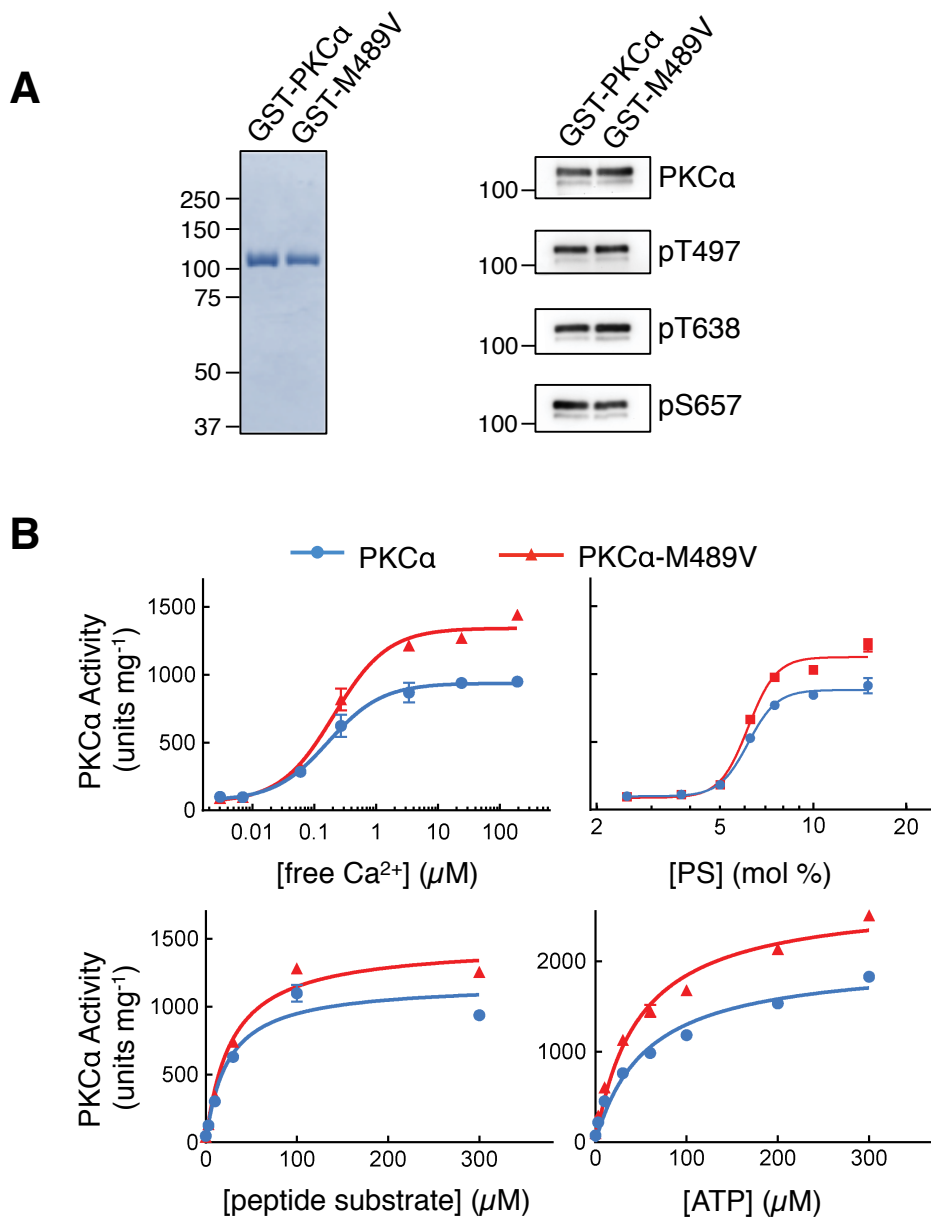 A
GST-PKCα
GST-M489V
250
150
100
75
50
37
GST-PKCα
GST-M489V
100 PKCα
100 pT497
100 pT638
100 pS657
B
PKCα PKCα-M489V
PKCα Activity
(units mg⁻¹)
1500
1000
500
0
0.01 0.1 1 10 100
[free Ca²⁺] (µM)
2 5 10 20
[PS] (mol %)
PKCα Activity
(units mg⁻¹)
1500
1000
500
0
0 100 200 300
[peptide substrate] (µM)
2000
1000
0
0 100 200 300
[ATP] (µM)